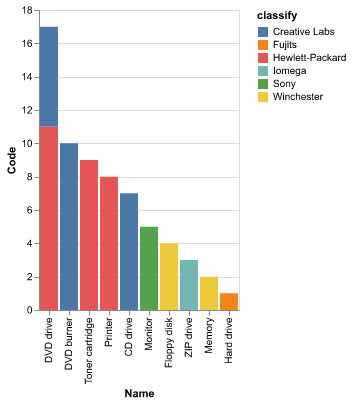 classify
Creative Labs
Fujits
Hewlett-Packard
Iomega
Sony
Winchester
18
16
14
12
10
8
6
4
2
0
Code
DVD drive
DVD burner
Toner cartridge
Printer
CD drive
Monitor
Floppy disk
ZIP drive
Memory
Hard drive
Name